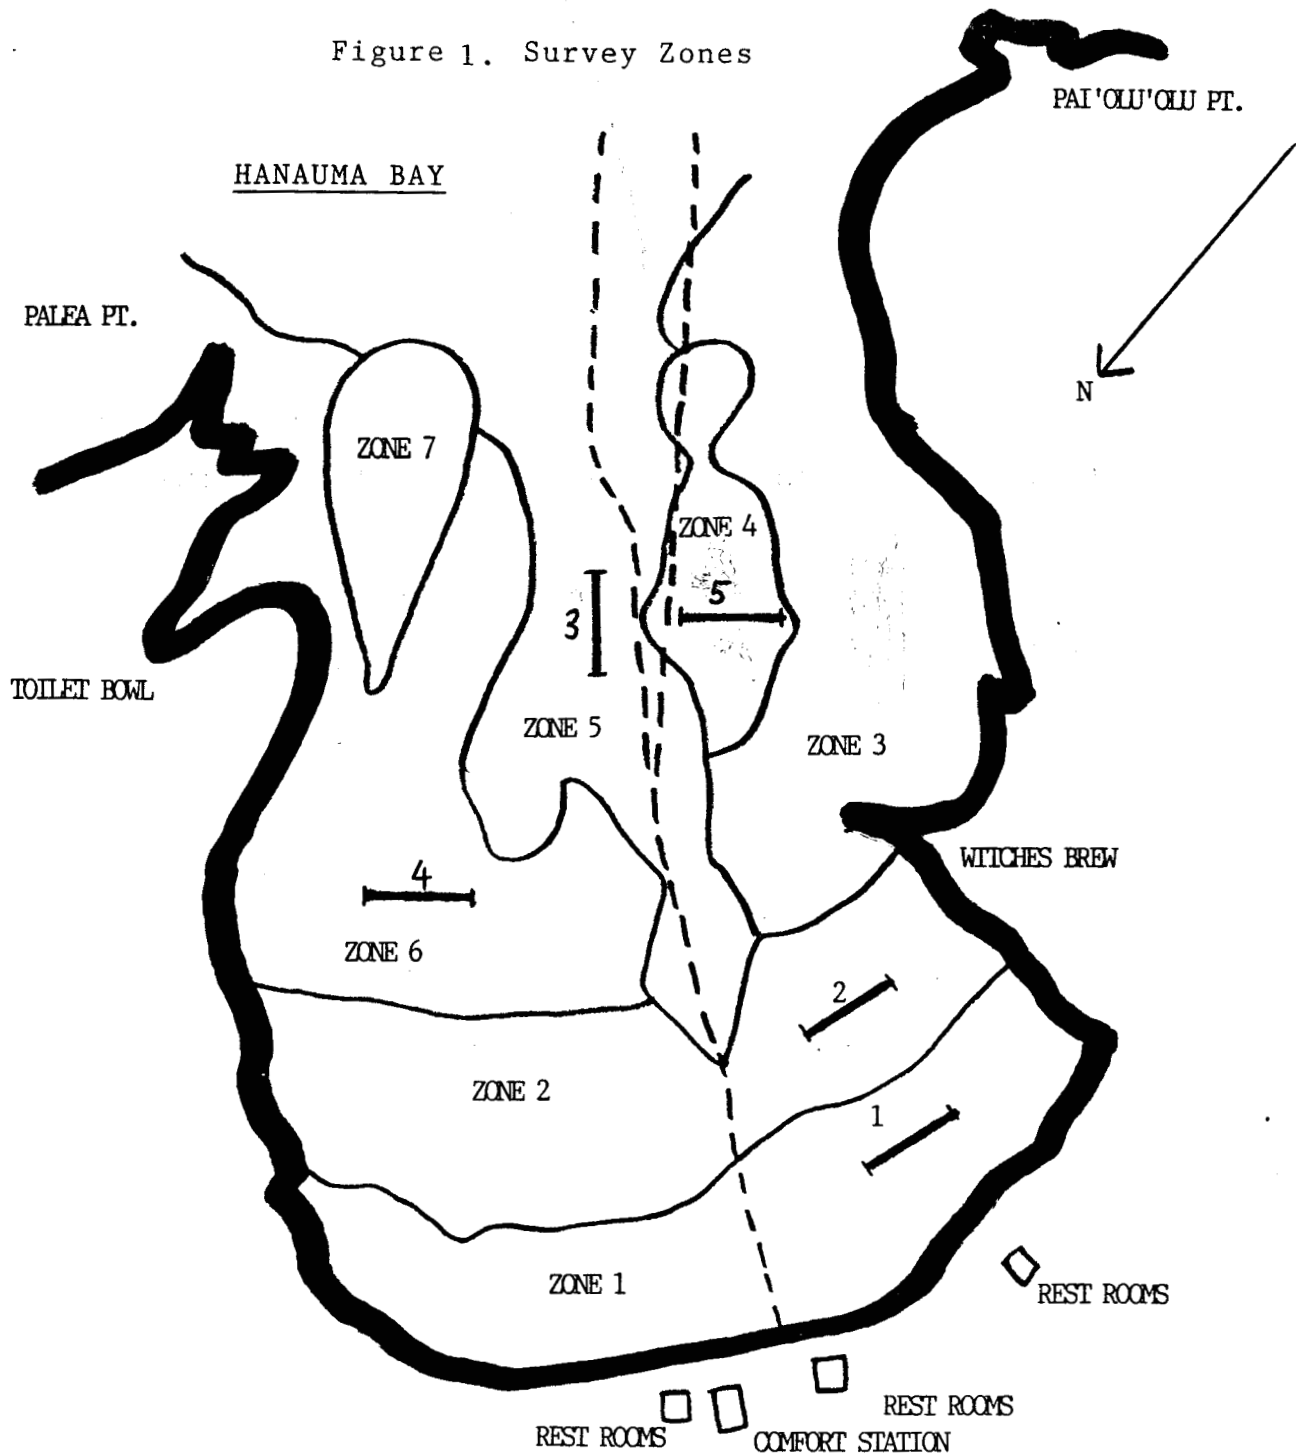 Figure 1. Survey Zones
PAI'OLU'OLU PT.
HANAUMA BAY
PALEA PT.
N
ZONE 7
ZONE 4
5
3
TOILET BOWL
ZONE 5
ZONE 3
WITCHES BREW
4
ZONE 6
2
ZONE 2
1
ZONE 1
REST ROOMS
REST ROOMS
REST ROOMS
COMFORT STATION